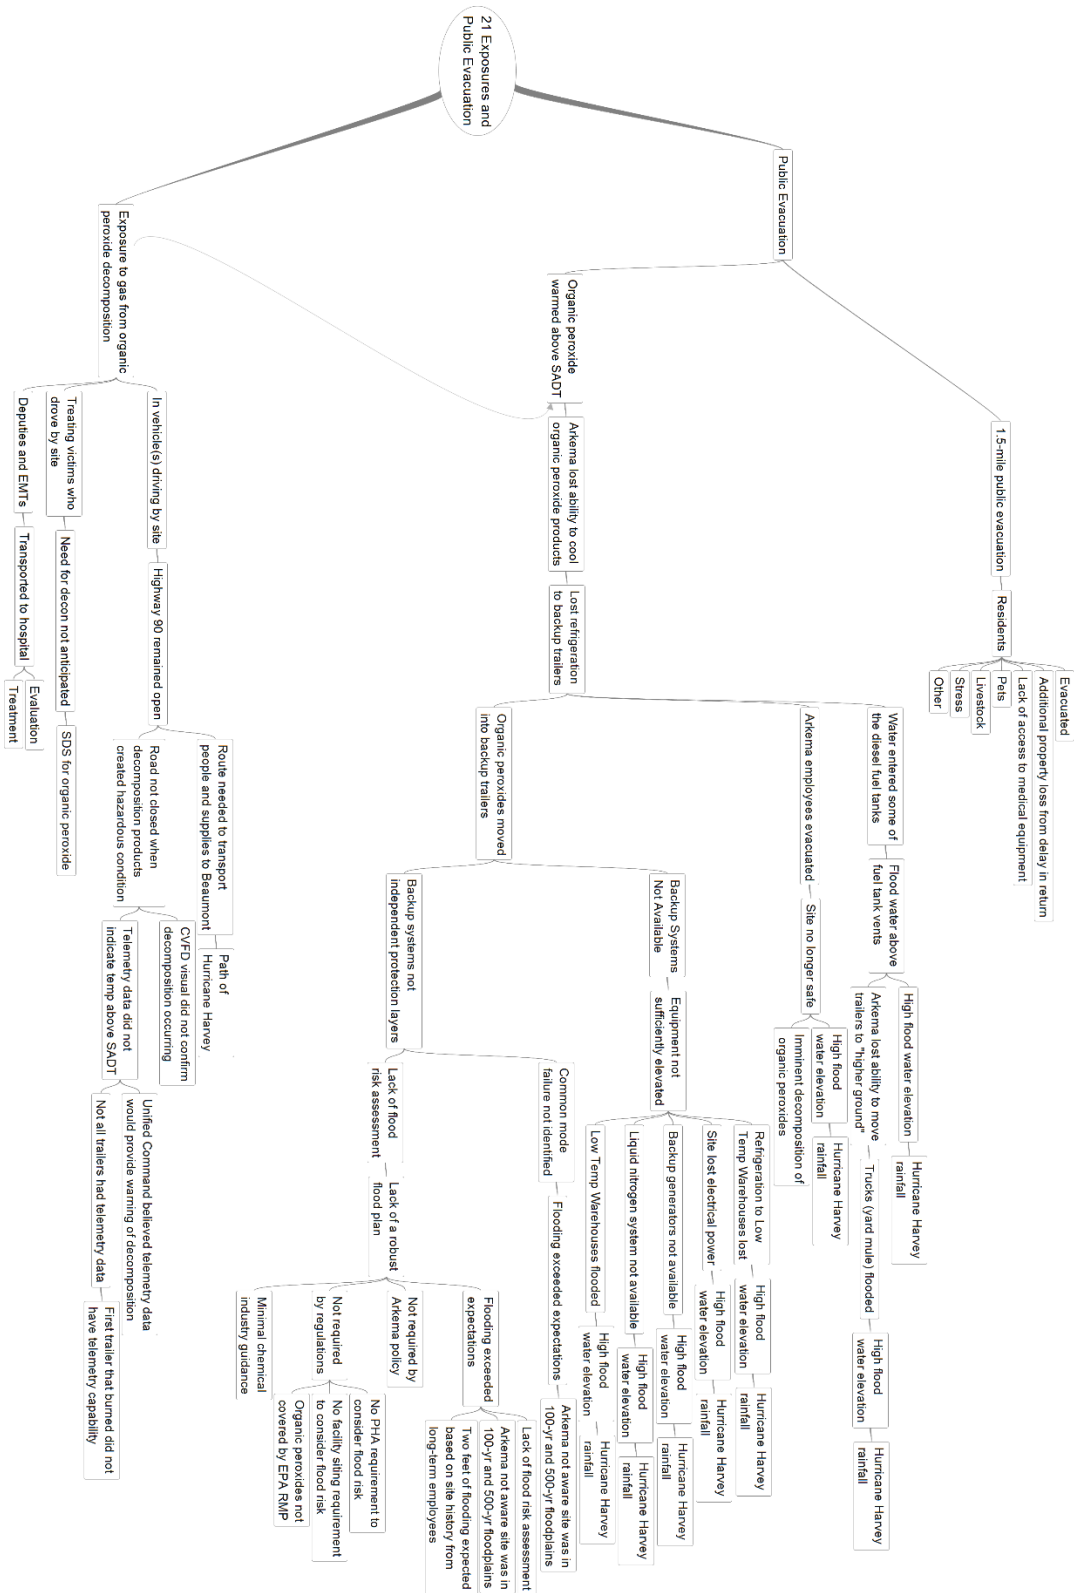 21 Exposures and
Public Evacuation
Public Evacuation
1.5-mile public evacuation
Residents
Evacuated
Additional property loss from delay in return
Lack of access to medical equipment
Pets
Livestock
Stress
Other
Organic peroxide
warmed above SADT
Arkema lost ability to cool
organic peroxide products
Lost refrigeration
to backup trailers
Water entered some of
the diesel fuel tanks
Flood water above
fuel tank vents
High flood water elevation
Hurricane Harvey
rainfall
Arkema lost ability to move
trailers to "higher ground"
Trucks (yard mule) flooded
High flood
water elevation
Hurricane Harvey
rainfall
Arkema employees evacuated
Site no longer safe
High flood
water elevation
Hurricane Harvey
rainfall
Imminent decomposition of
organic peroxides
Organic peroxides moved
into backup trailers
Backup Systems
Not Available
Equipment not
sufficiently elevated
Refrigeration to Low
Temp Warehouses lost
High flood
water elevation
Hurricane Harvey
rainfall
Site lost electrical power
High flood
water elevation
Hurricane Harvey
rainfall
Backup generators not available
High flood
water elevation
Hurricane Harvey
rainfall
Liquid nitrogen system not available
High flood
water elevation
Hurricane Harvey
rainfall
Low Temp Warehouses flooded
High flood
water elevation
Hurricane Harvey
rainfall
Backup systems not
independent protection layers
Common mode
failure not identified
Flooding exceeded expectations
Arkema not aware site was in
100-yr and 500-yr floodplains
Lack of flood
risk assessment
Lack of a robust
flood plan
Flooding exceeded
expectations
Lack of flood risk assessment
Arkema not aware site was in
100-yr and 500-yr floodplains
Two feet of flooding expected
based on site history from
long-term employees
Not required by
Arkema policy
Not required
by regulations
No PHA requirement to
consider flood risk
No facility siting requirement
to consider flood risk
Organic peroxides not
covered by EPA RMP
Minimal chemical
industry guidance
Exposure to gas from organic
peroxide decomposition
In vehicle(s) driving by site
Highway 90 remained open
Route needed to transport
people and supplies to Beaumont
Path of
Hurricane Harvey
Road not closed when
decomposition products
created hazardous condition
CVFD visual did not confirm
decomposition occurring
Telemetry data did not
indicate temp above SADT
Unified Command believed telemetry data
would provide warning of decomposition
Not all trailers had telemetry data
First trailer that burned did not
have telemetry capability
Treating victims who
drove by site
Need for decon not anticipated
SDS for organic peroxide
Deputies and EMTs
Transported to hospital
Evaluation
Treatment